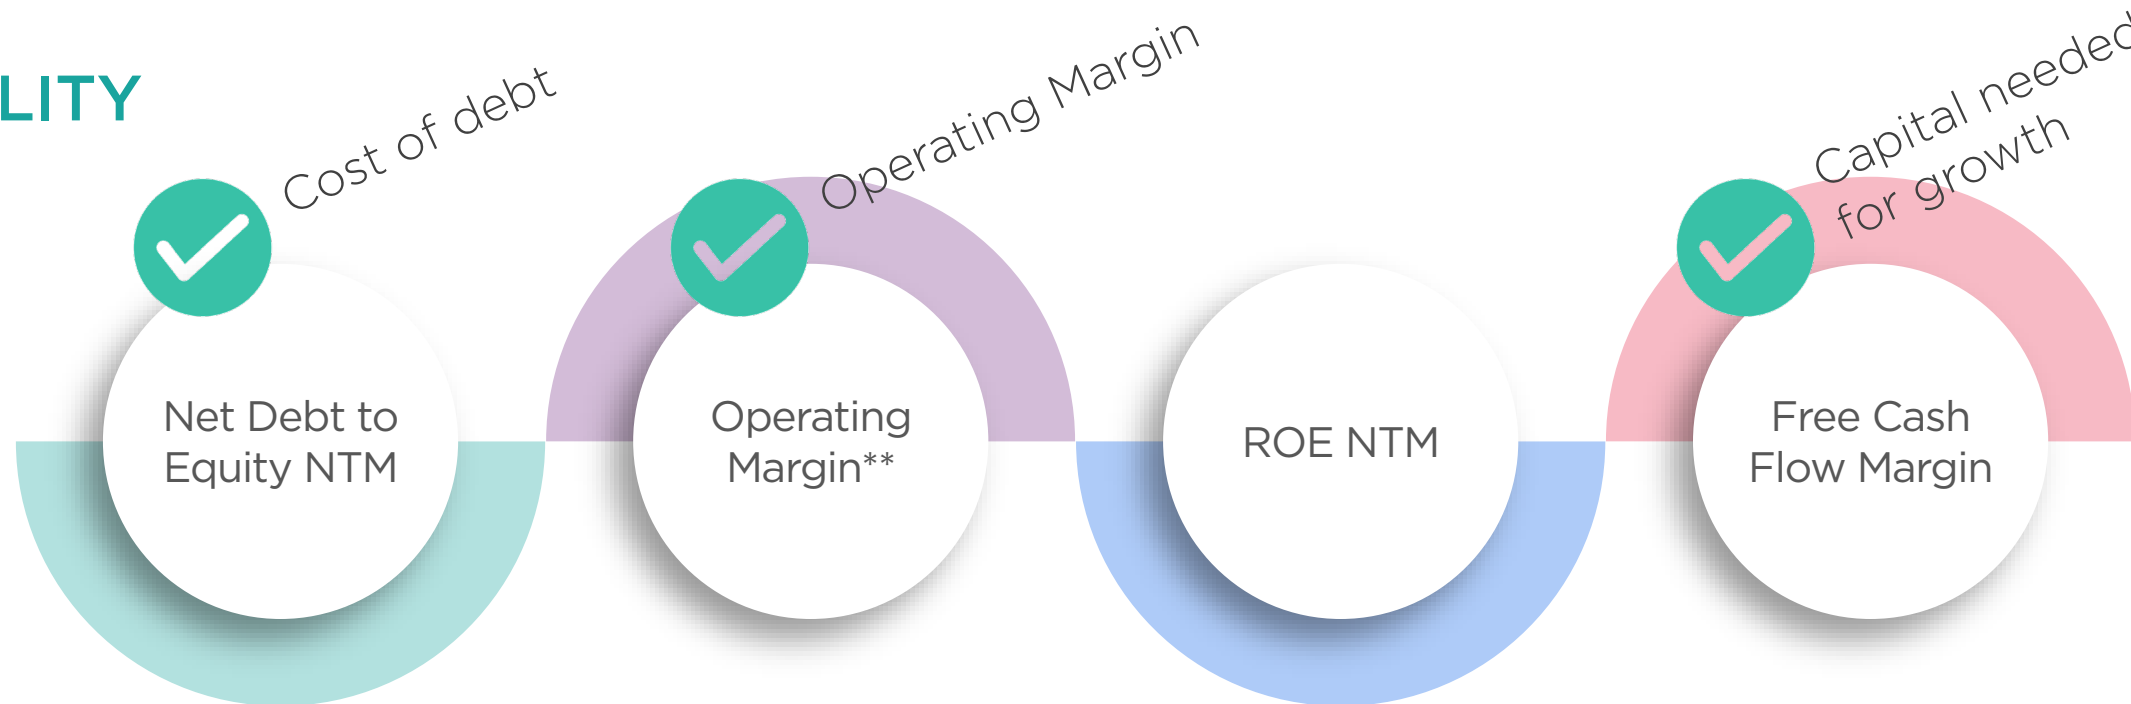 LITY
Cost of debt
Operating Margin
Capital needed
for growth
Net Debt to
Equity NTM
Operating
Margin**
ROE NTM
Free Cash
Flow Margin